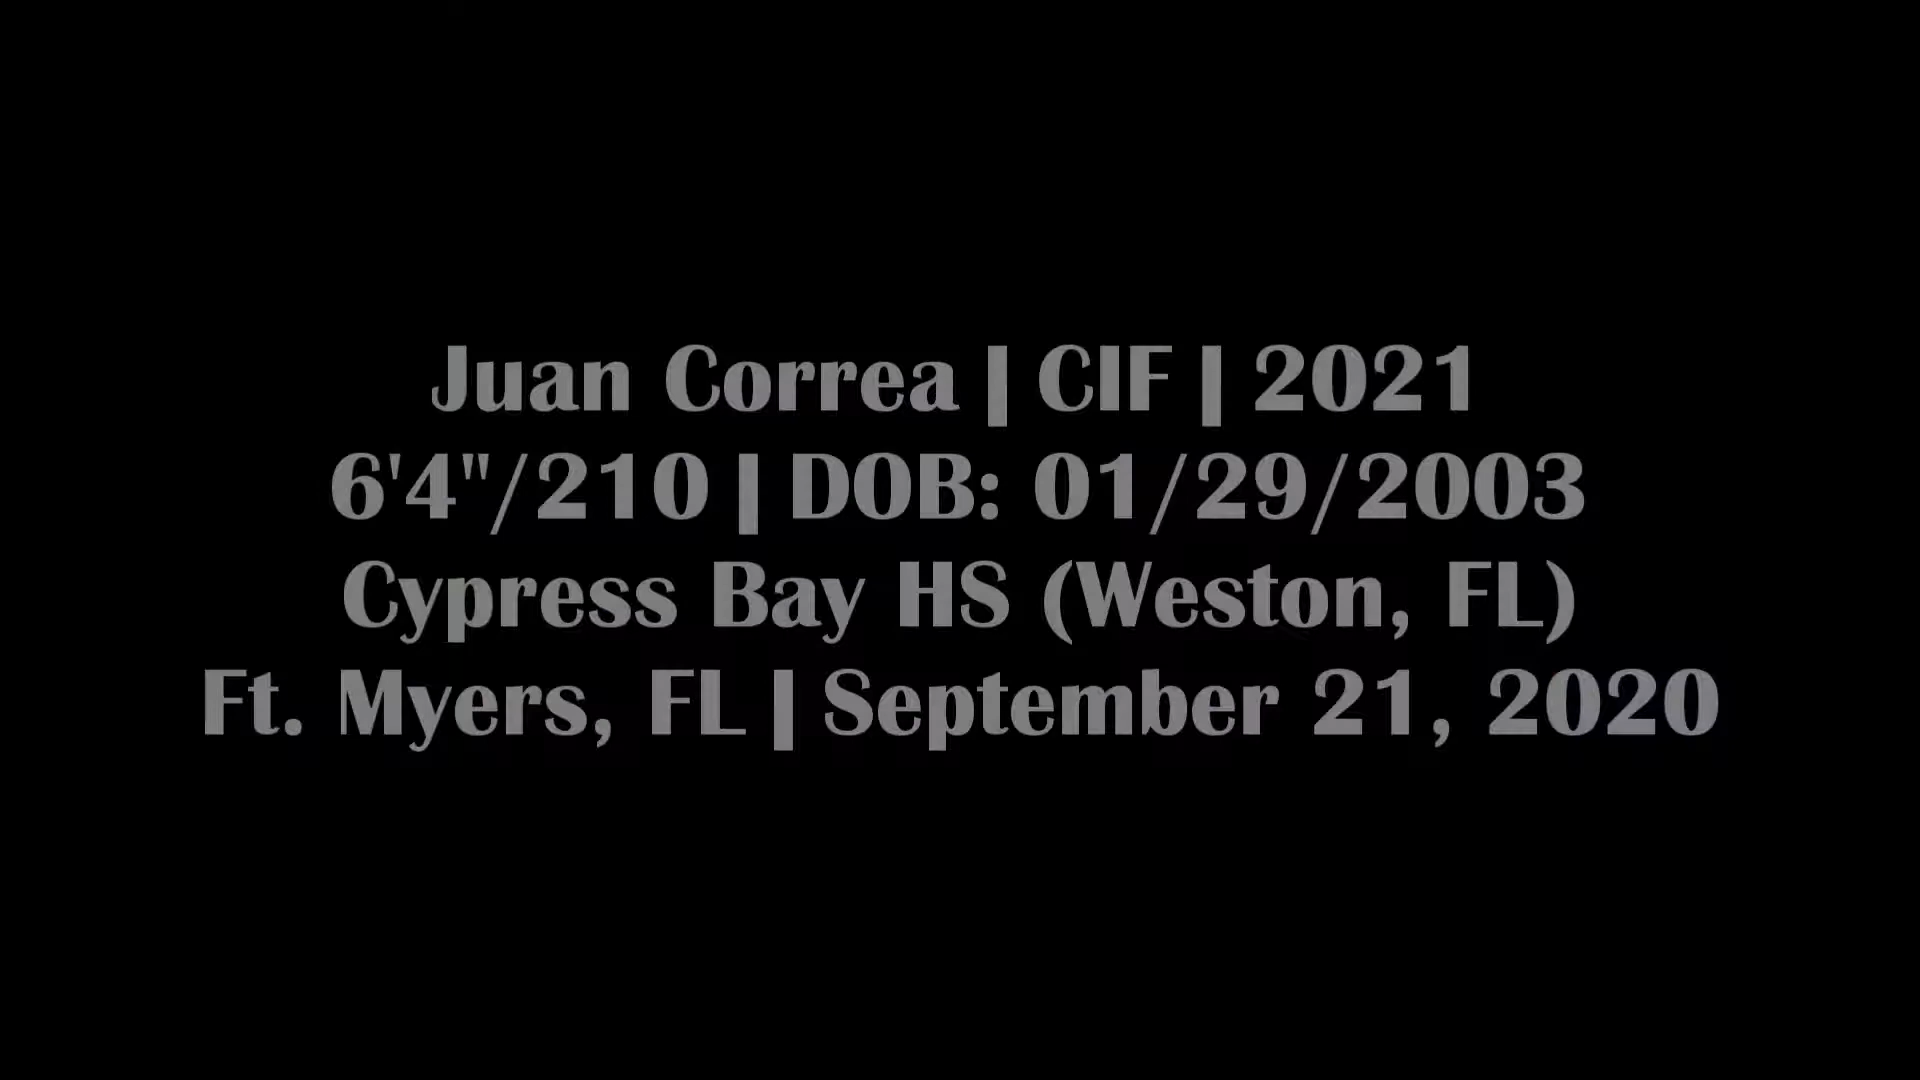 Juan Correa | CIF | 2021
6'4"/210 | DOB: 01/29/2003
Cypress Bay HS (Weston, FL)
Ft. Myers, FL | September 21, 2020